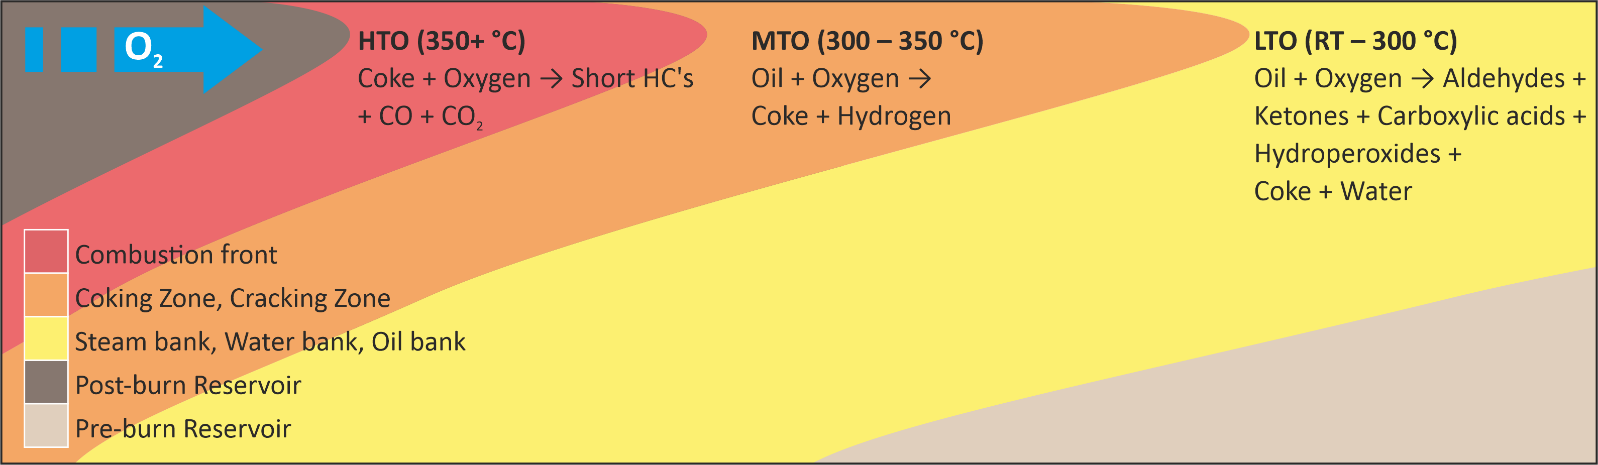 O₂
HTO (350+ °C)
Coke + Oxygen → Short HC's
+ CO + CO₂
MTO (300 – 350 °C)
Oil + Oxygen →
Coke + Hydrogen
LTO (RT – 300 °C)
Oil + Oxygen → Aldehydes +
Ketones + Carboxylic acids +
Hydroperoxides +
Coke + Water
Combustion front
Coking Zone, Cracking Zone
Steam bank, Water bank, Oil bank
Post-burn Reservoir
Pre-burn Reservoir